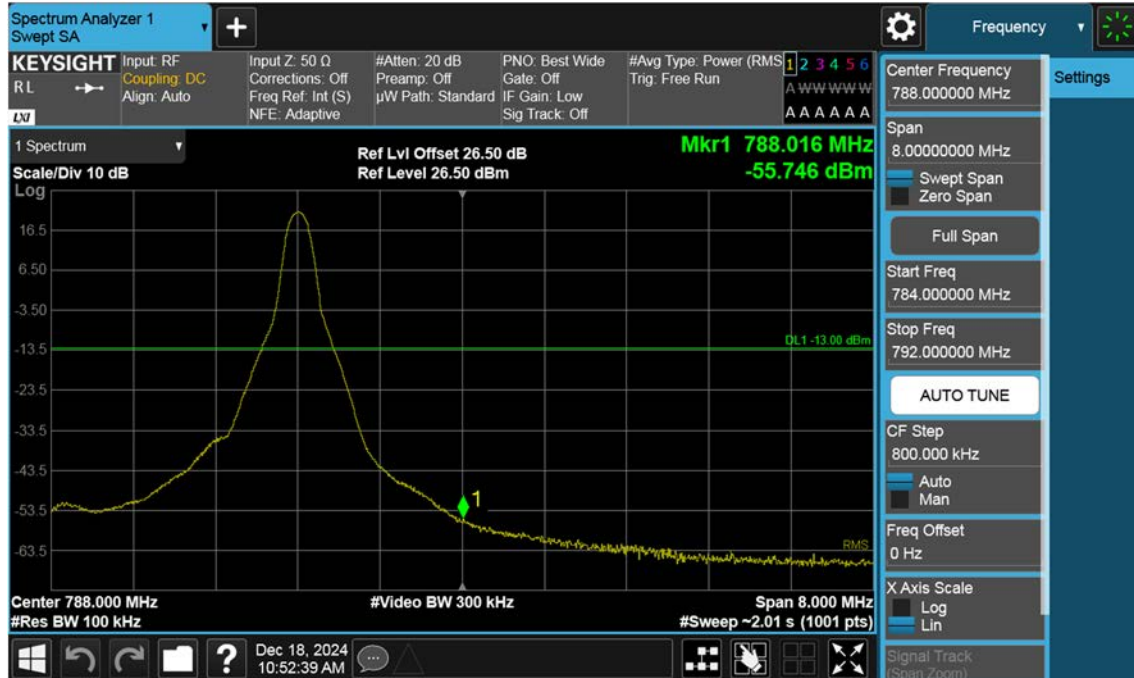 Spectrum Analyzer 1
Swept SA
Frequency
KEYSIGHT
R L
LXI
Input: RF
Coupling: DC
Align: Auto
Input Z: 50 Ω
Corrections: Off
Freq Ref: Int (S)
NFE: Adaptive
#Atten: 20 dB
Preamp: Off
µW Path: Standard
PNO: Best Wide
Gate: Off
IF Gain: Low
Sig Track: Off
#Avg Type: Power (RMS
Trig: Free Run
1 2 3 4 5 6
A W W W W W
A A A A A A
1 Spectrum
Scale/Div 10 dB
Ref Lvl Offset 26.50 dB
Ref Level 26.50 dBm
Mkr1 788.016 MHz
-55.746 dBm
Log
16.5
6.50
-3.50
-13.5
-23.5
-33.5
-43.5
-53.5
-63.5
DL1 -13.00 dBm
1
RMS
Center 788.000 MHz
#Video BW 300 kHz
Span 8.000 MHz
#Res BW 100 kHz
#Sweep ~2.01 s (1001 pts)
?
Dec 18, 2024
10:52:39 AM
Center Frequency
788.000000 MHz
Settings
Span
8.00000000 MHz
Swept Span
Zero Span
Full Span
Start Freq
784.000000 MHz
Stop Freq
792.000000 MHz
AUTO TUNE
CF Step
800.000 kHz
Auto
Man
Freq Offset
0 Hz
X Axis Scale
Log
Lin
Signal Track
(Span Zoom)